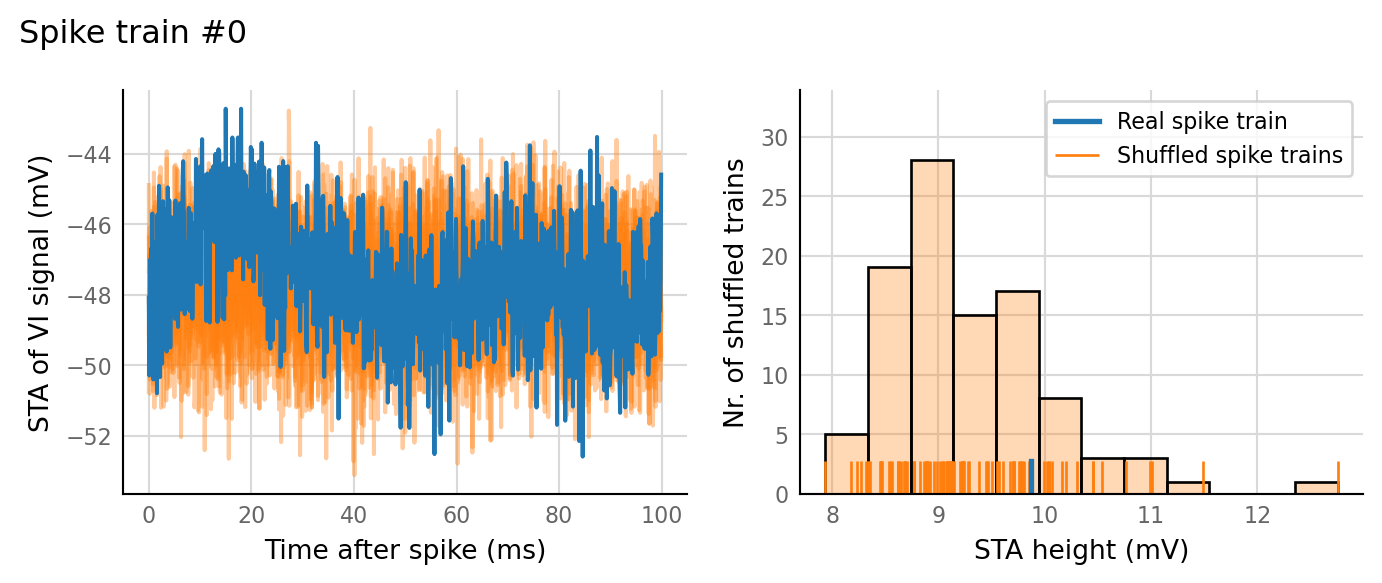 Spike train #0
STA of VI signal (mV)
−44
−46
−48
−50
−52
0 20 40 60 80 100
Time after spike (ms)
Nr. of shuffled trains
30
25
20
15
10
5
0
8 9 10 11 12
STA height (mV)
Real spike train
Shuffled spike trains